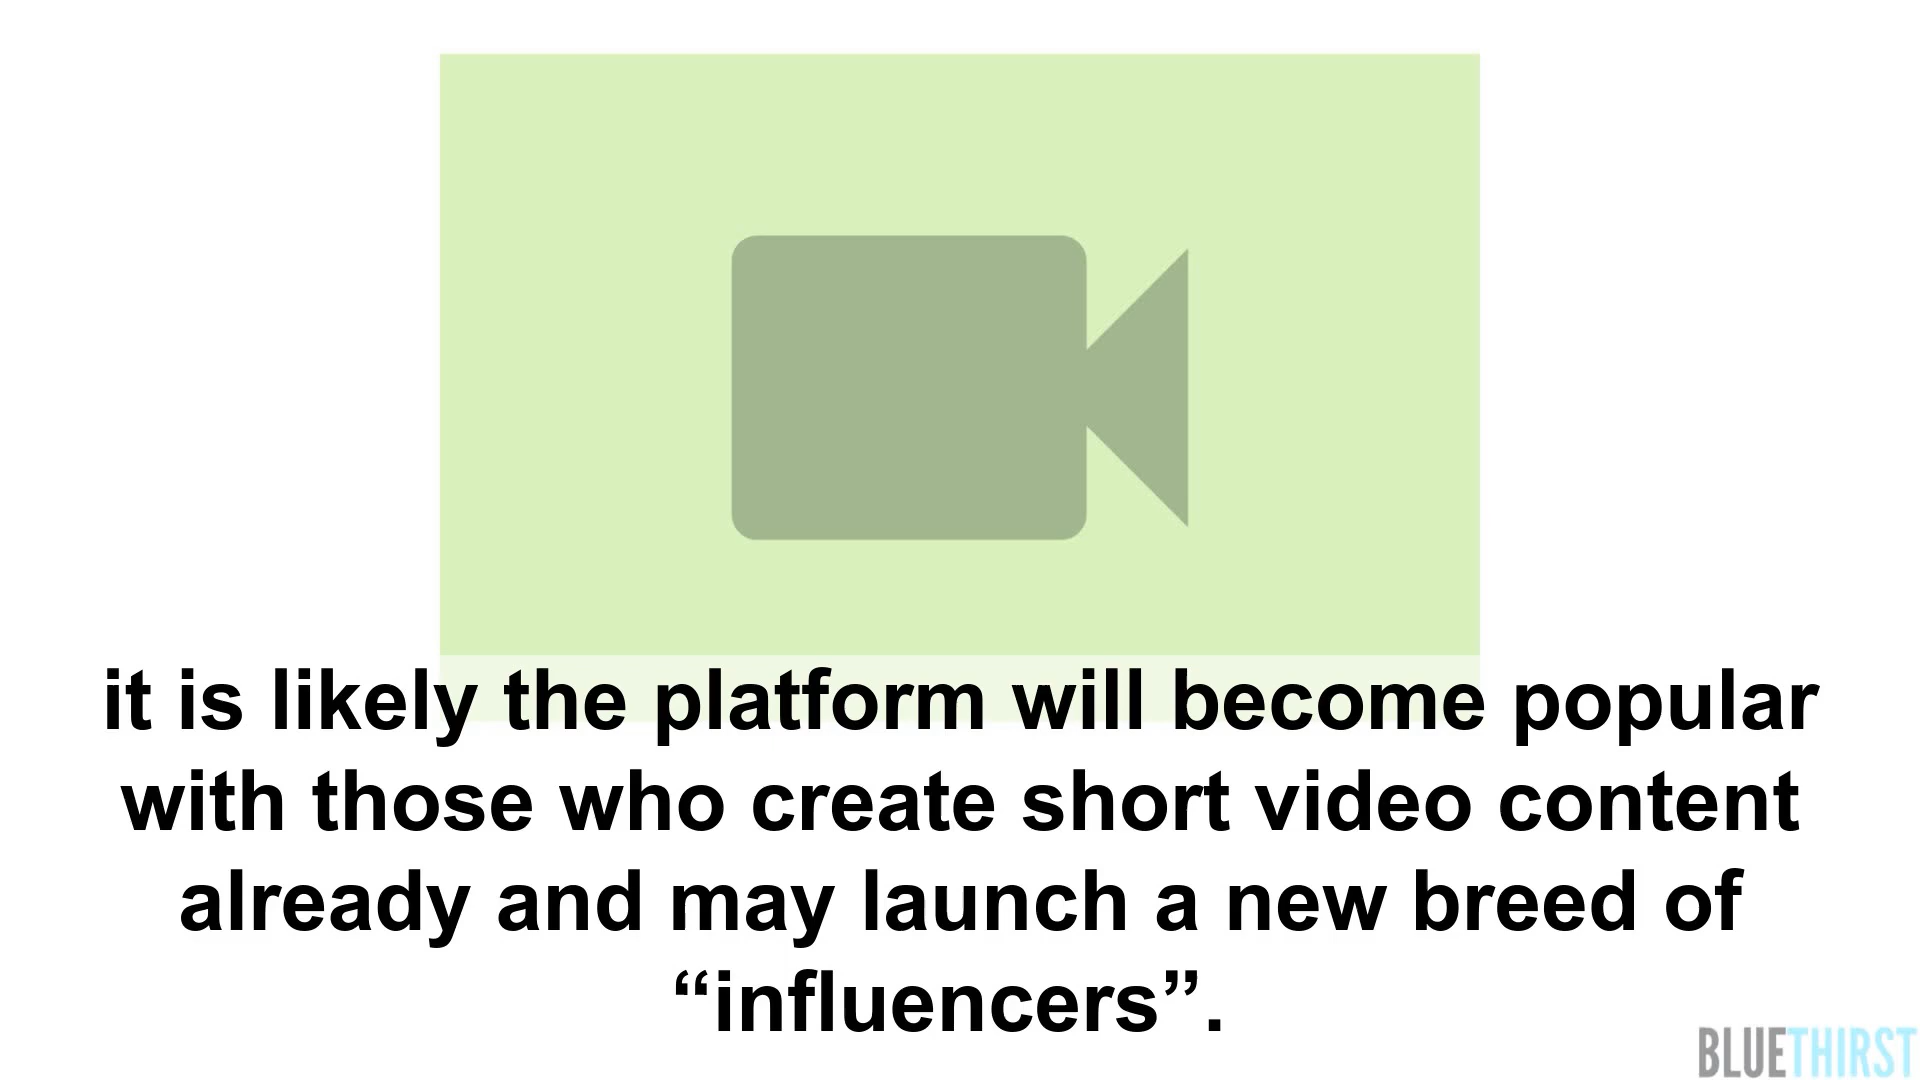 it is likely the platform will become popular
with those who create short video content
already and may launch a new breed of
“influencers”.
BLUETHIRST